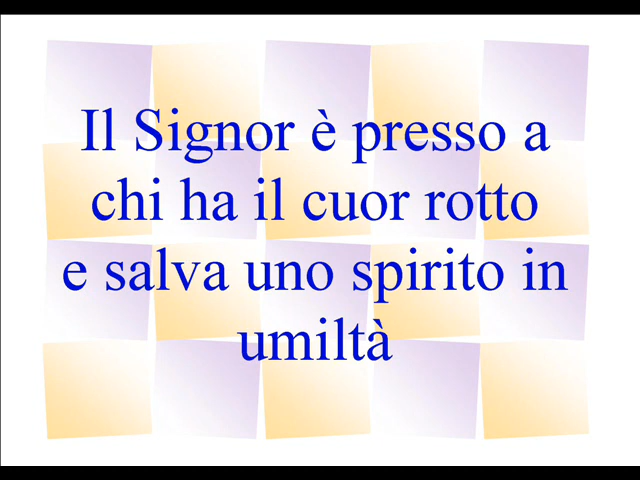 Il Signor è presso a
chi ha il cuor rotto
e salva uno spirito in
umiltà